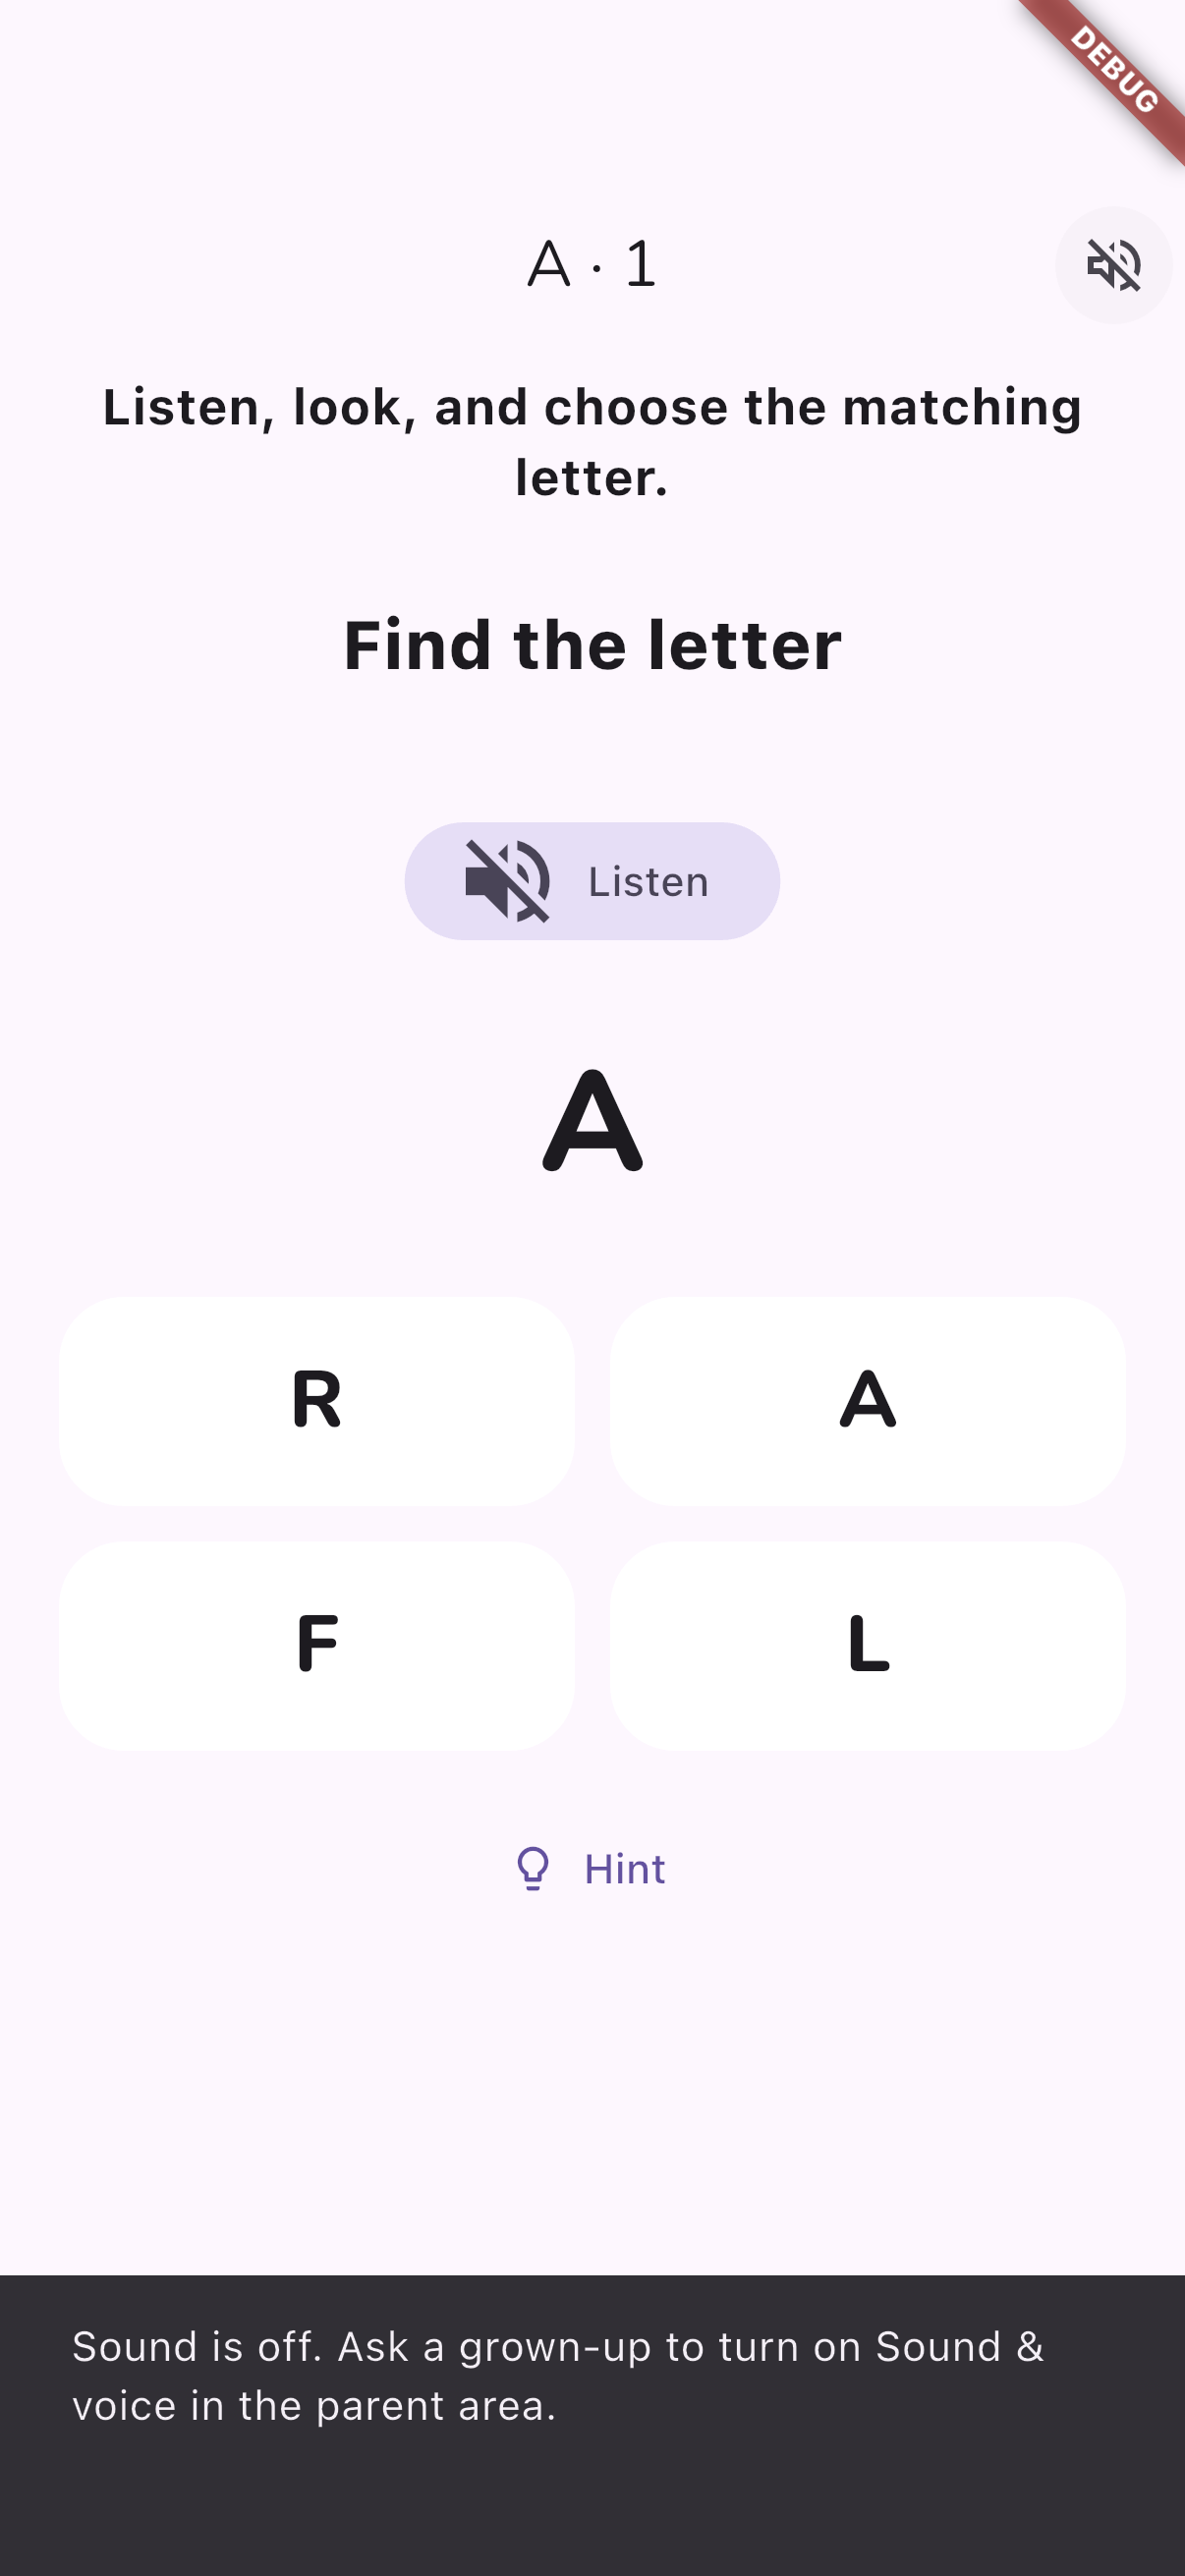 DEBUG
A · 1
Listen, look, and choose the matching
letter.
Find the letter
Listen
A
R
A
F
L
Hint
Sound is off. Ask a grown-up to turn on Sound &
voice in the parent area.